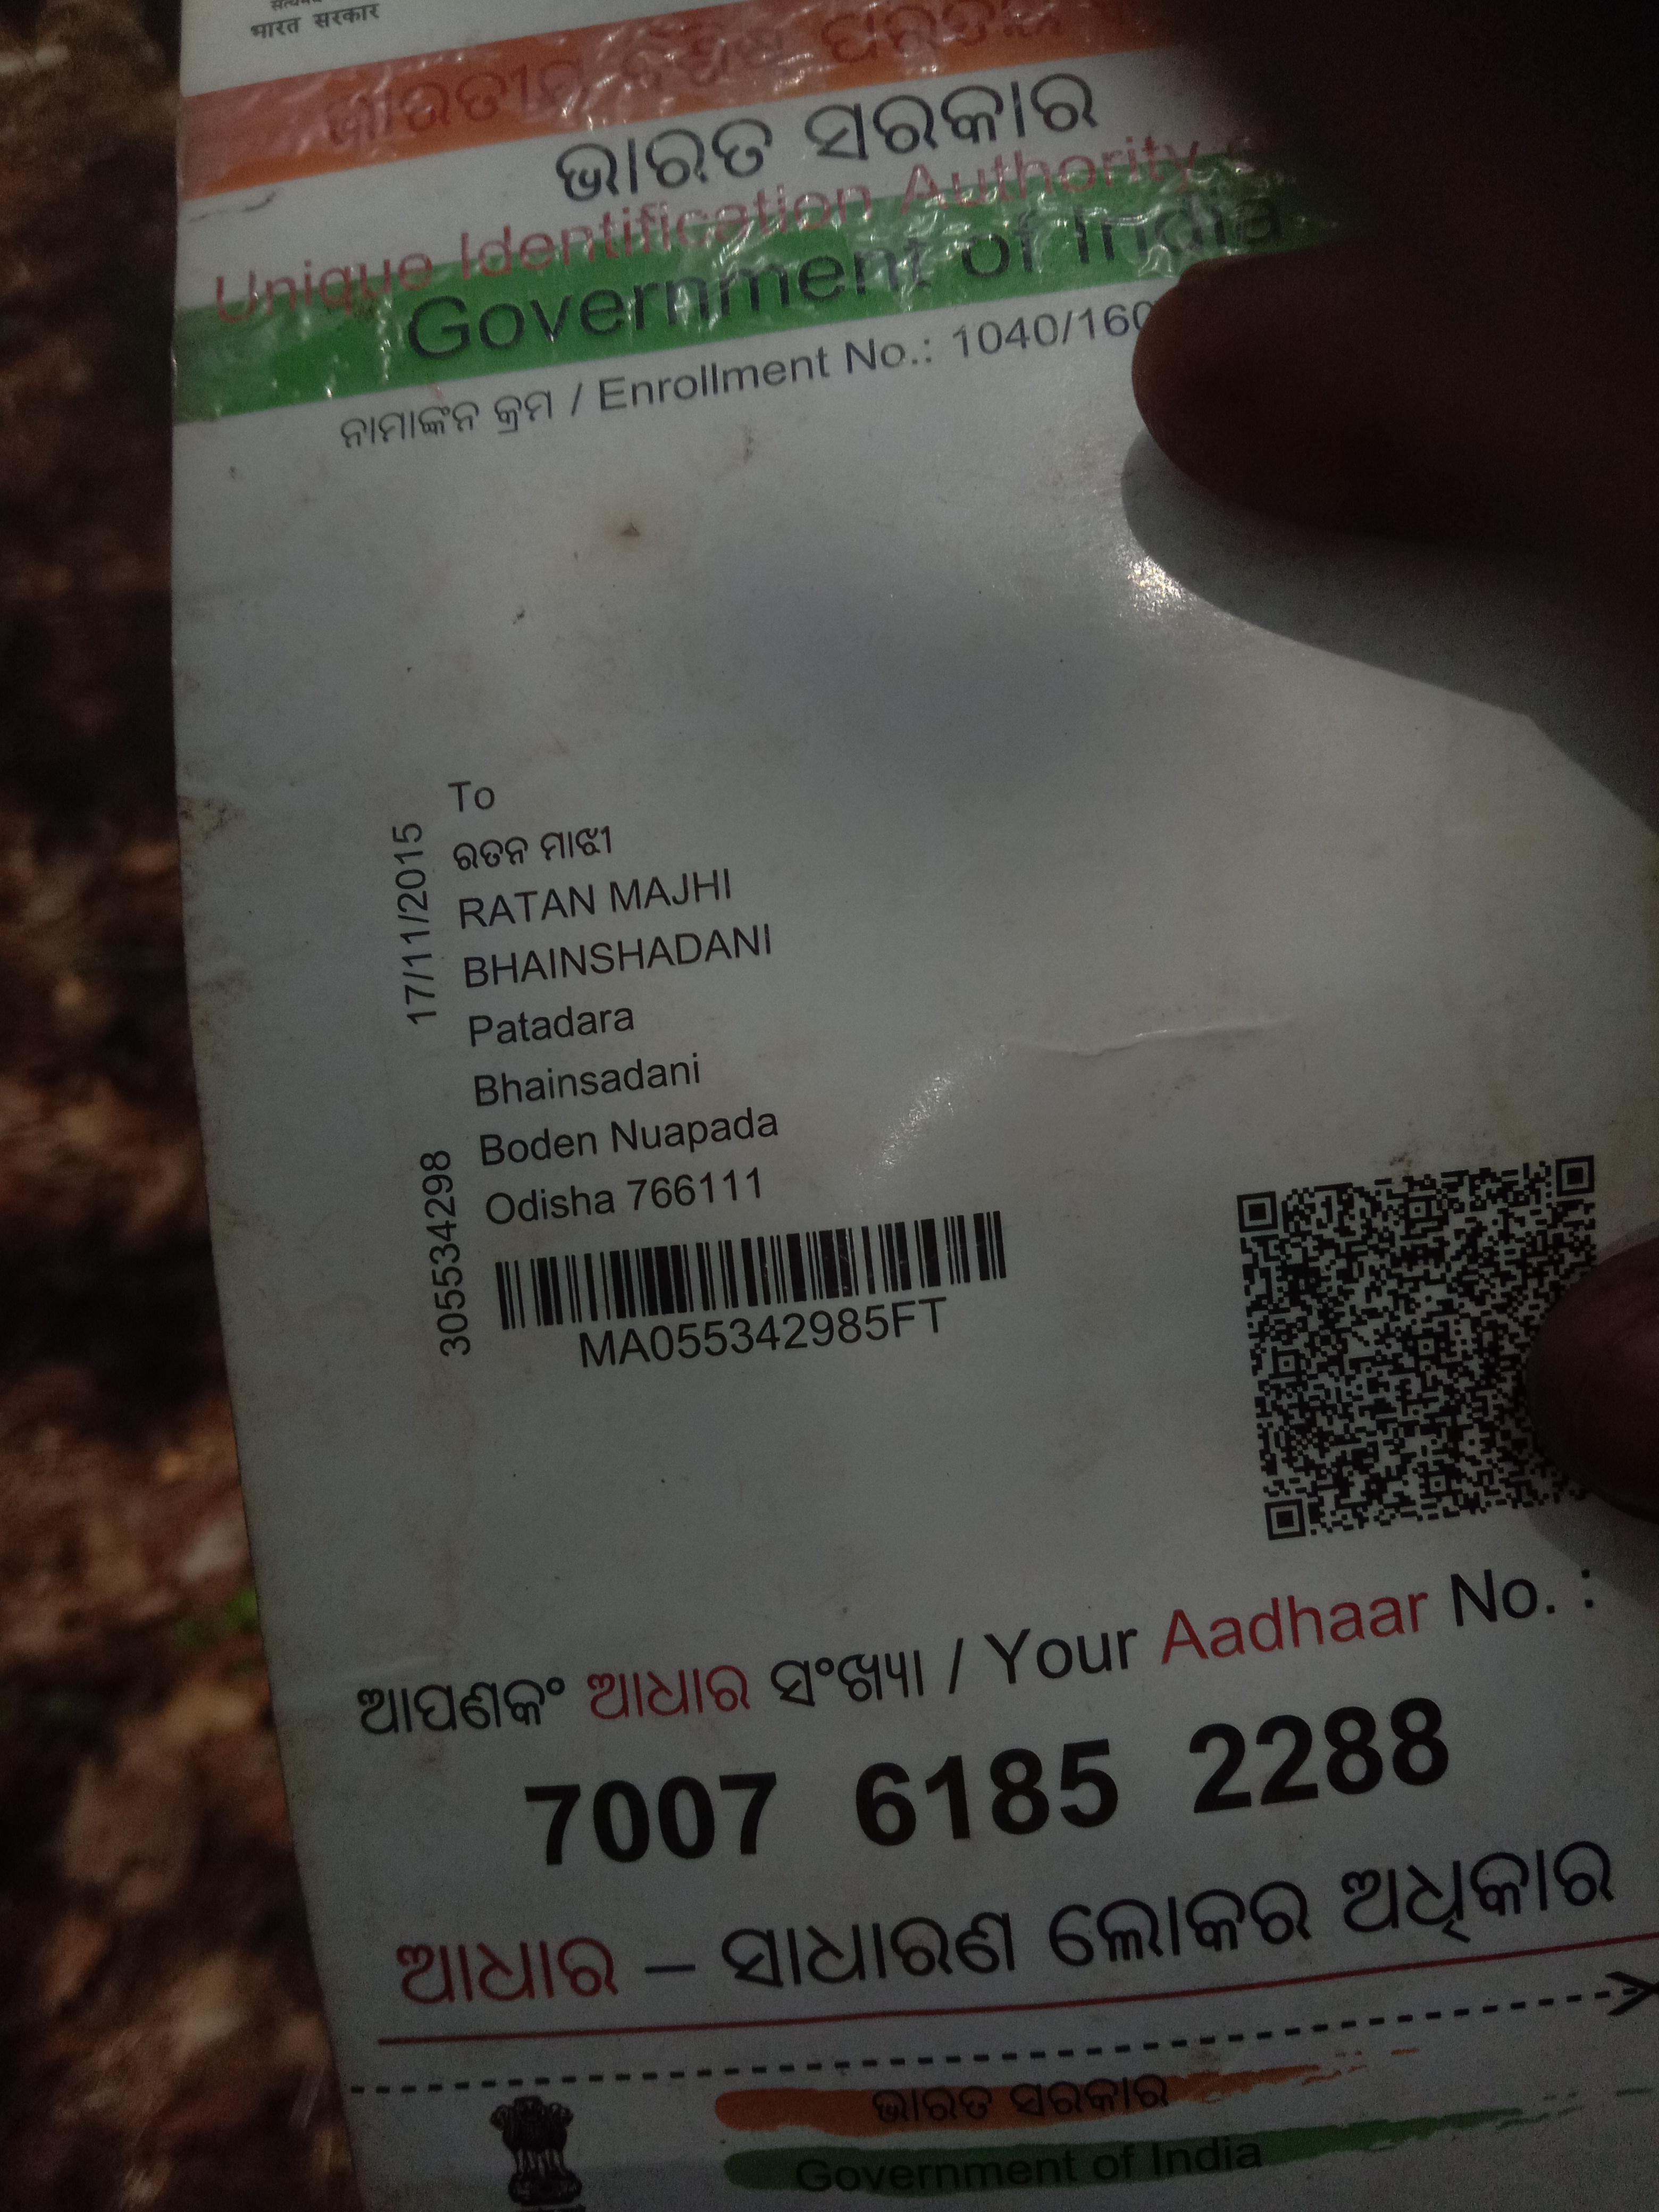 भारत सरकार
ଭାରତ ସରକାର
Unique Identification Authority
Government of India
ନାମାଙ୍କନ କ୍ରମ / Enrollment No.: 1040/160
To
ରତନ ମାଝୀ
RATAN MAJHI
BHAINSHADANI
Patadara
Bhainsadani
Boden Nuapada
Odisha 766111
17/11/2015
305534298
MA055342985FT
ଆପଣଙ୍କ ଆଧାର ସଂଖ୍ୟା / Your Aadhaar No. :
7007 6185 2288
ଆଧାର – ସାଧାରଣ ଲୋକର ଅଧିକାର
ଭାରତ ସରକାର
Government of India